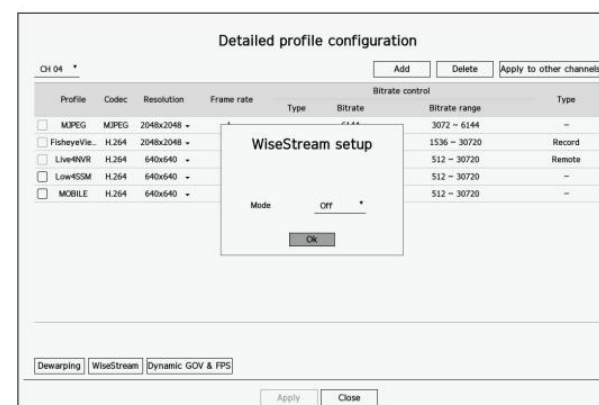 Detailed profile configuration
CH 04
Add Delete Apply to other channels
Profile Codec Resolution Frame rate Bitrate control Type
Type Bitrate Bitrate range
MJPEG MJPEG 2048x2048 6144 3072 ~ 6144 -
FisheyeVie.. H.264 2048x2048 1536 ~ 30720 Record
Live4NVR H.264 640x640 512 ~ 30720 Remote
Low4SSM H.264 640x640 512 ~ 30720 -
MOBILE H.264 640x640 512 ~ 30720 -
WiseStream setup
Mode Off
Ok
Dewarping WiseStream Dynamic GOV & FPS
Apply Close